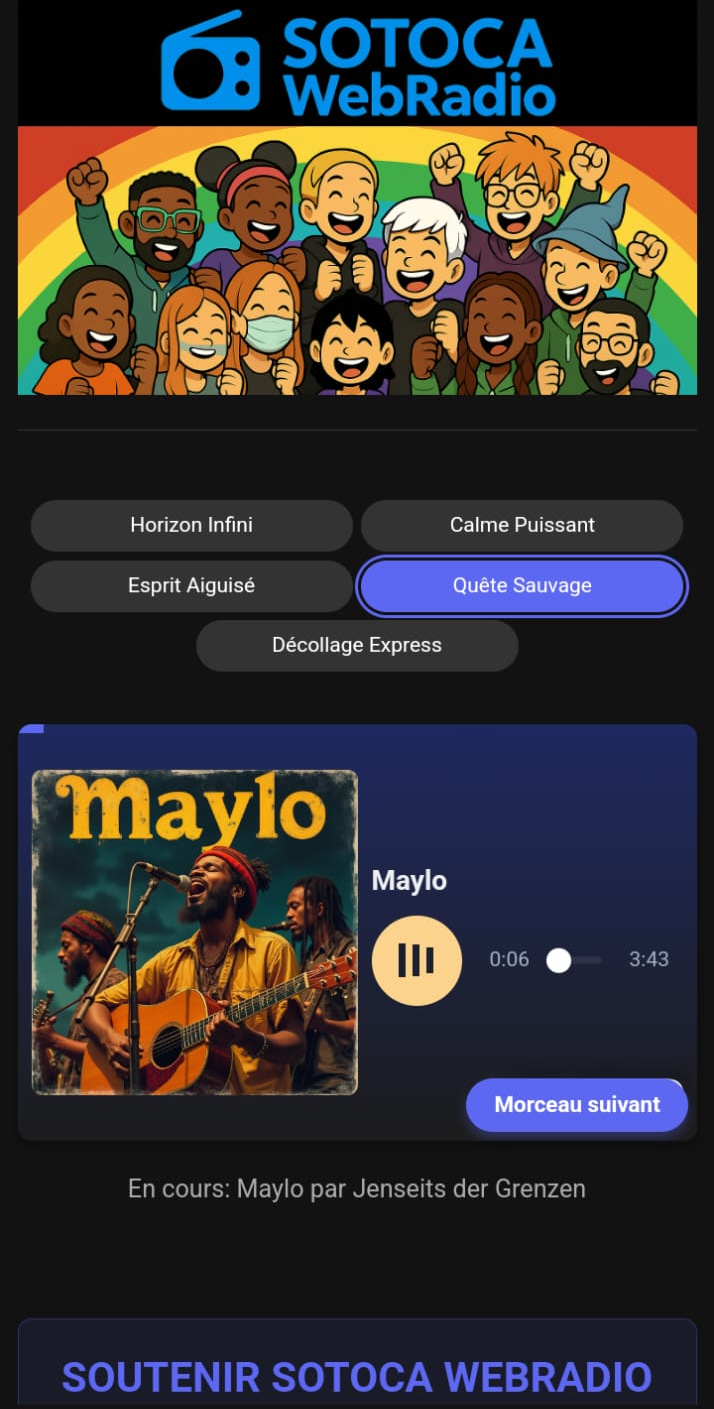 SOTOCA
WebRadio
Horizon Infini
Calme Puissant
Esprit Aiguisé
Quête Sauvage
Décollage Express
Maylo
Maylo
0:06
3:43
Morceau suivant
En cours: Maylo par Jenseits der Grenzen
SOUTENIR SOTOCA WEBRADIO